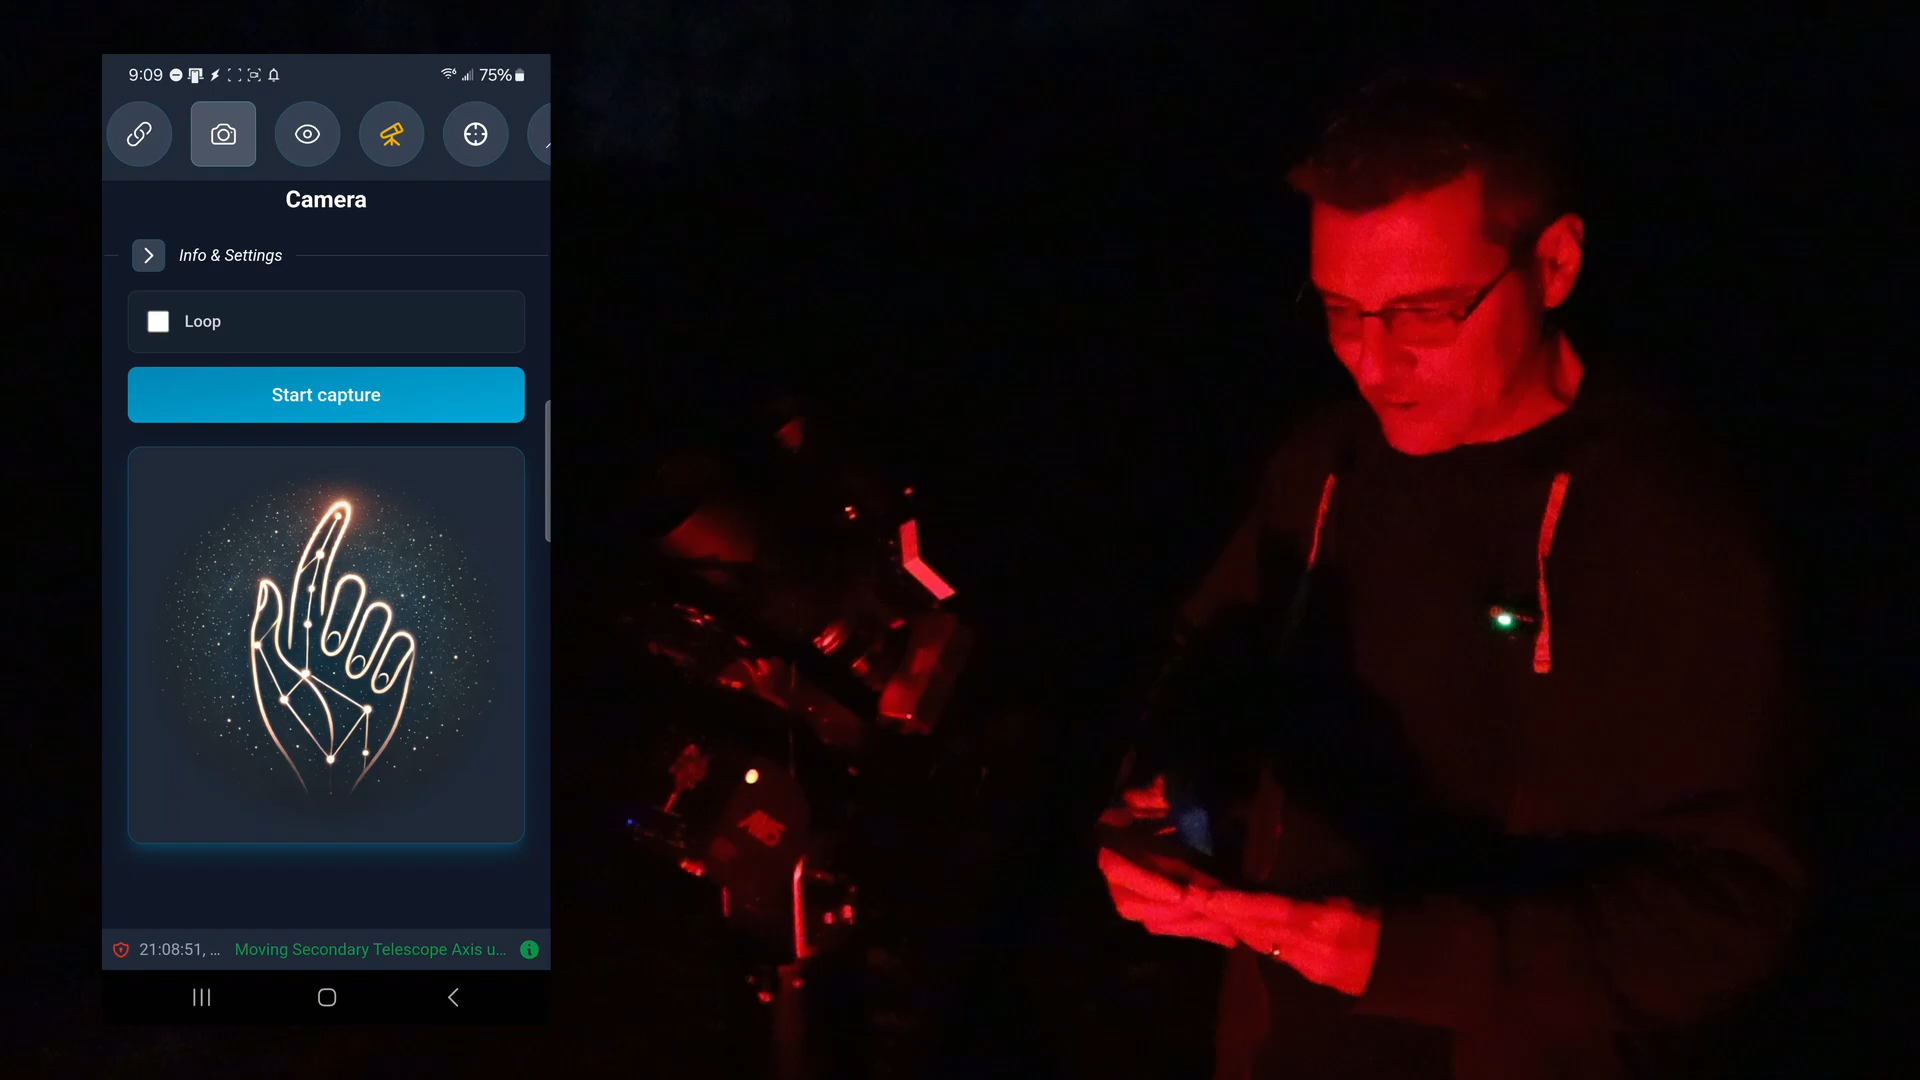 9:09
75%
Camera
Info & Settings
Loop
Start capture
21:08:51, ...
Moving Secondary Telescope Axis u...